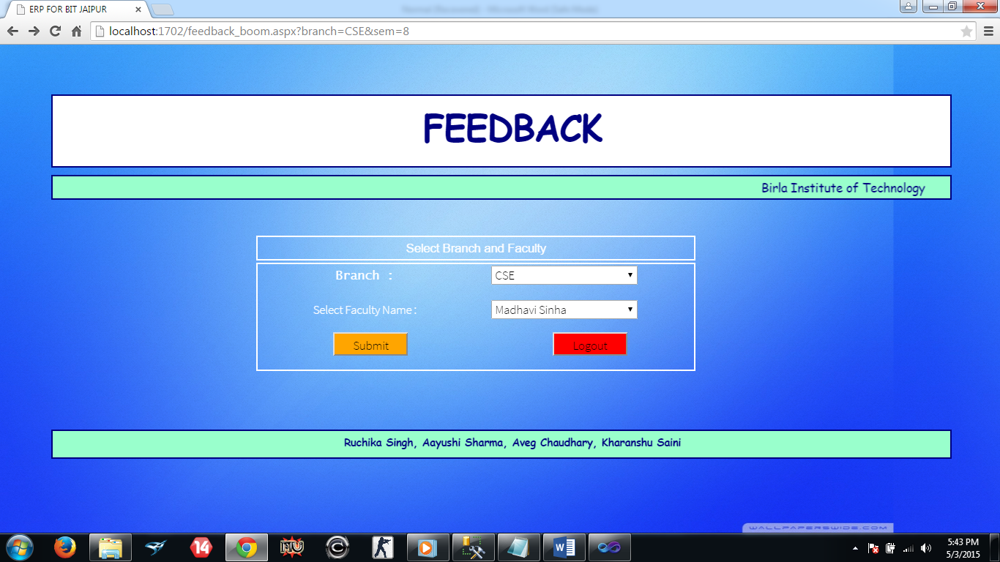 ERP FOR BIT JAIPUR
localhost:1702/feedback_boom.aspx?branch=CSE&sem=8
FEEDBACK
Birla Institute of Technology
Select Branch and Faculty
Branch : CSE
Select Faculty Name : Madhavi Sinha
Submit Logout
Ruchika Singh, Aayushi Sharma, Aveg Chaudhary, Kharanshu Saini
WALLPAPERSWIDE.COM
14
MU
5:43 PM
5/3/2015